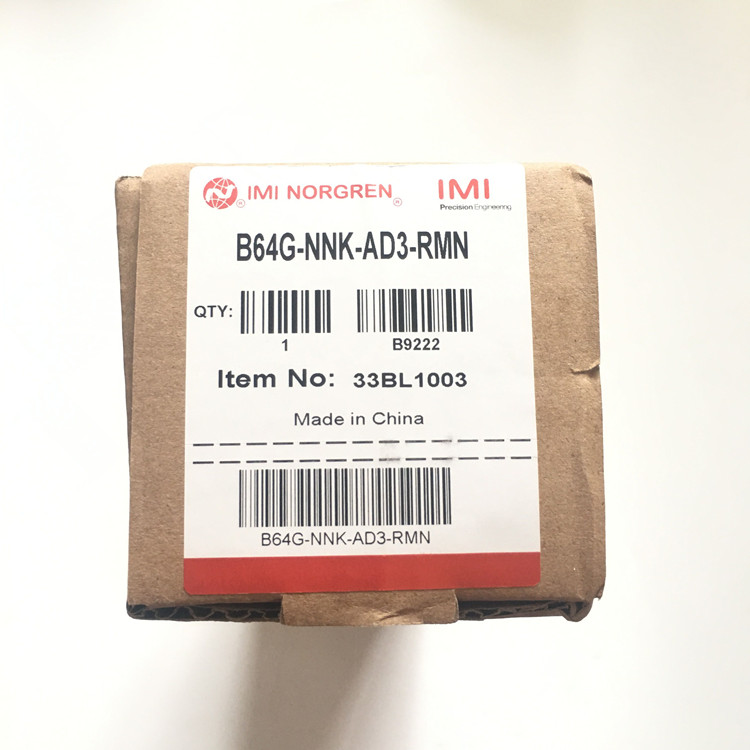 IMI NORGREN® IMI
Precision Engineering
B64G-NNK-AD3-RMN
QTY:
1 B9222
Item No: 33BL1003
Made in China
B64G-NNK-AD3-RMN